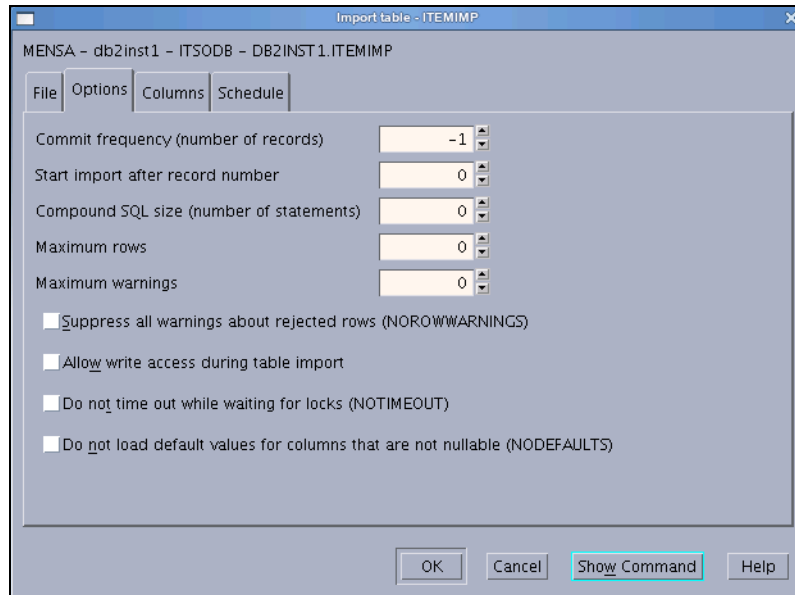 Import table - ITEMIMP
MENSA – db2inst1 – ITSODB – DB2INST1.ITEMIMP
File Options Columns Schedule
Commit frequency (number of records) -1
Start import after record number 0
Compound SQL size (number of statements) 0
Maximum rows 0
Maximum warnings 0
Suppress all warnings about rejected rows (NOROWWARNINGS)
Allow write access during table import
Do not time out while waiting for locks (NOTIMEOUT)
Do not load default values for columns that are not nullable (NODEFAULTS)
OK Cancel Show Command Help